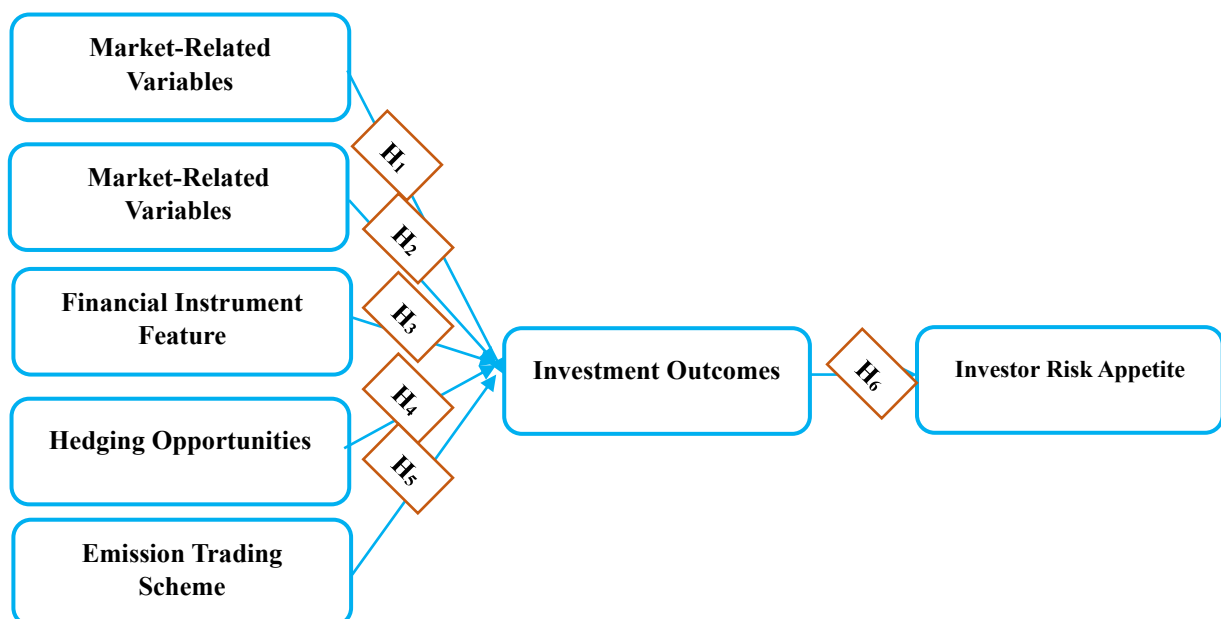 Market-Related
Variables
H₁
Market-Related
Variables
H₂
Financial Instrument
Feature
H₃
Hedging Opportunities
H₄
Emission Trading
Scheme
H₅
Investment Outcomes
H₆
Investor Risk Appetite